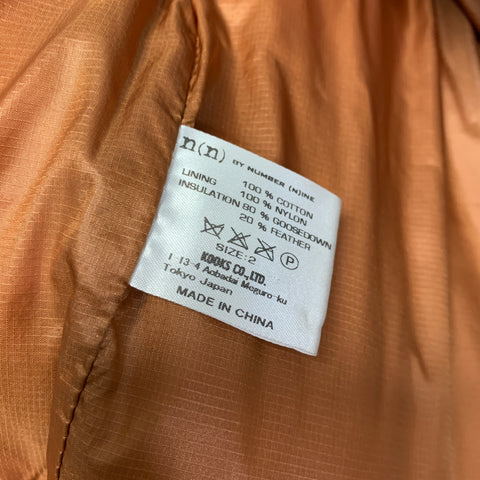 n(n) BY NUMBER (N)INE
100 % COTTON
LINING 100 % NYLON
INSULATION 80 % GOOSEDOWN
20 % FEATHER
P
SIZE:2
KOOKS CO.,LTD.
1-13-4 Aobadai Meguro-ku
Tokyo Japan
MADE IN CHINA